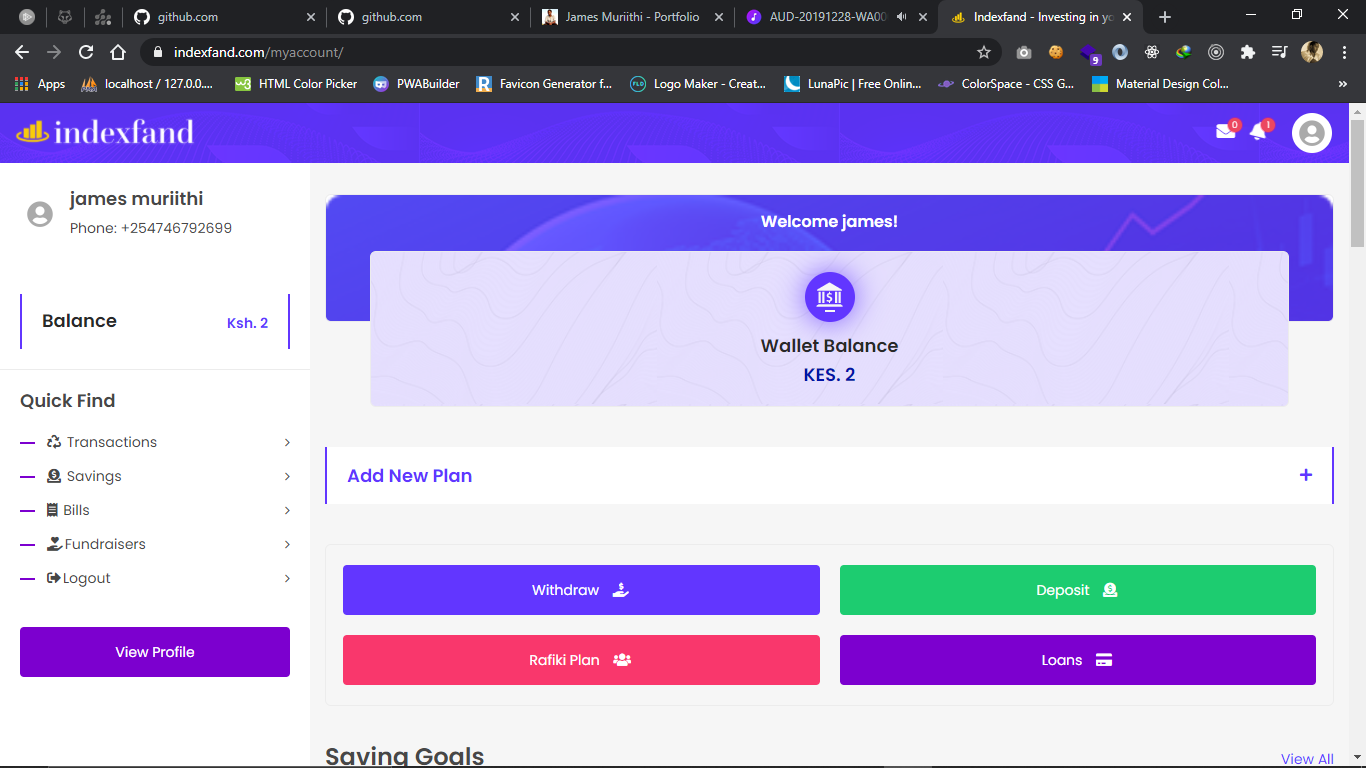 github.com
github.com
James Muriithi - Portfolio
AUD-20191228-WA00
Indexfand - Investing in yo
indexfand.com/myaccount/
9
Apps
localhost / 127.0.0....
HTML Color Picker
PWABuilder
Favicon Generator f...
Logo Maker - Creat...
LunaPic | Free Onlin...
ColorSpace - CSS G...
Material Design Col...
»
indexfand
0
1
james muriithi
Phone: +254746792699
Balance
Ksh. 2
Quick Find
Transactions
Savings
Bills
Fundraisers
Logout
View Profile
Welcome james!
Wallet Balance
KES. 2
Add New Plan
+
Withdraw
Deposit
Rafiki Plan
Loans
Saving Goals
View All